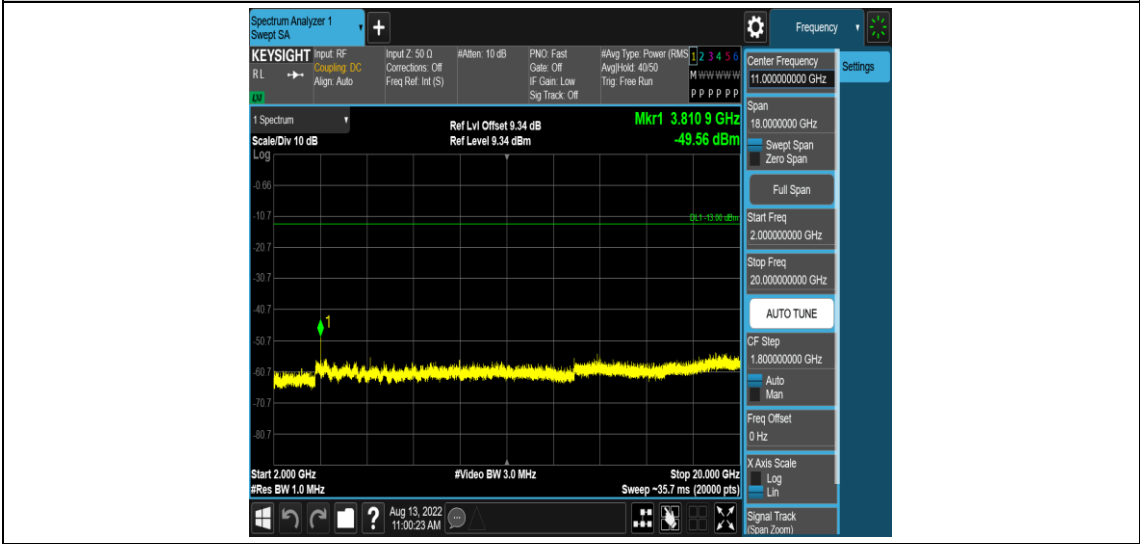 Spectrum Analyzer 1
Swept SA
+
Frequency
KEYSIGHT
RL
Input: RF
Coupling: DC
Align: Auto
Input Z: 50 Ω
Corrections: Off
Freq Ref: Int (S)
#Atten: 10 dB
PNO: Fast
Gate: Off
IF Gain: Low
Sig Track: Off
#Avg Type: Power (RMS
Avg|Hold: 40/50
Trig: Free Run
1 2 3 4 5 6
M W W W W W
P P P P P P
1 Spectrum
Scale/Div 10 dB
Log
Ref Lvl Offset 9.34 dB
Ref Level 9.34 dBm
Mkr1 3.810 9 GHz
-49.56 dBm
-0.66
-10.7
DL1 -13.00 dBm
-20.7
-30.7
-40.7
1
-50.7
-60.7
-70.7
-80.7
Start 2.000 GHz
#Res BW 1.0 MHz
#Video BW 3.0 MHz
Stop 20.000 GHz
Sweep ~35.7 ms (20000 pts)
?
Aug 13, 2022
11:00:23 AM
Center Frequency
11.000000000 GHz
Settings
Span
18.0000000 GHz
Swept Span
Zero Span
Full Span
Start Freq
2.000000000 GHz
Stop Freq
20.000000000 GHz
AUTO TUNE
CF Step
1.800000000 GHz
Auto
Man
Freq Offset
0 Hz
X Axis Scale
Log
Lin
Signal Track
(Span Zoom)